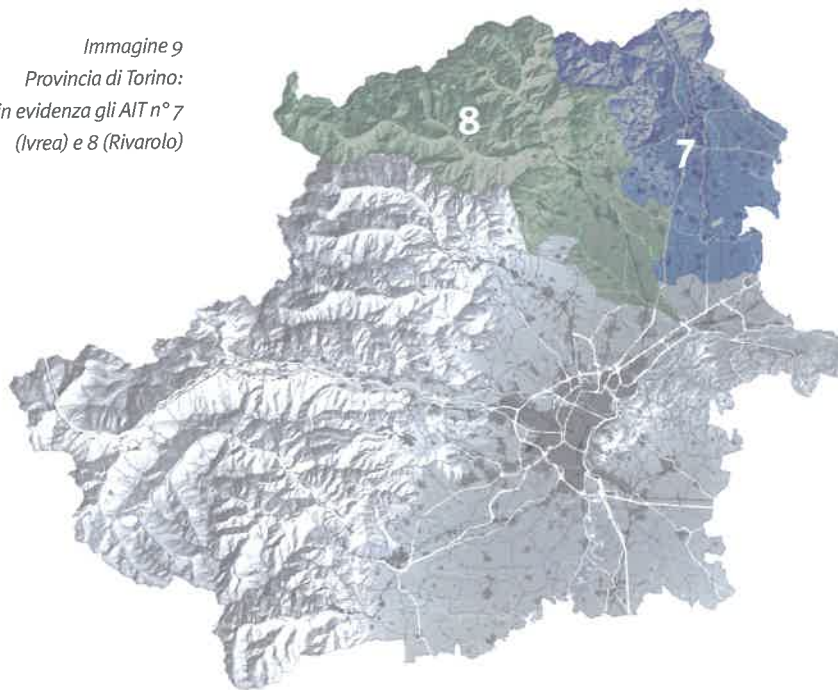 Immagine 9
Provincia di Torino:
in evidenza gli AIT n° 7
(Ivrea) e 8 (Rivarolo)
8
7